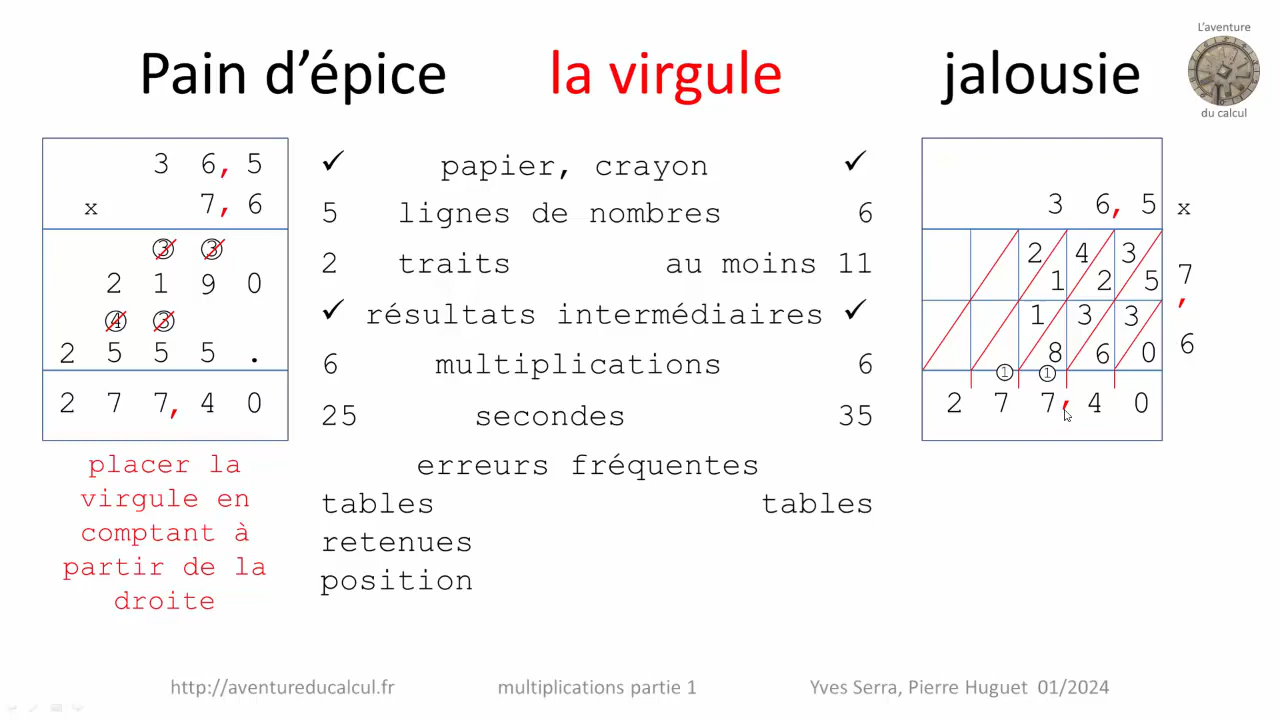 L'aventure
du calcul
Pain d'épice la virgule jalousie
3 6, 5
x 7, 6
3 3
2 1 9 0
4 3
2 5 5 5 .
2 7 7, 4 0
placer la
virgule en
comptant à
partir de la
droite
✓ papier, crayon ✓
5 lignes de nombres 6
2 traits au moins 11
✓ résultats intermédiaires ✓
6 multiplications 6
25 secondes 35
erreurs fréquentes
tables tables
retenues
position
3 6, 5 x
2 4 3
1 2 5 7
,
1 3 3
8 6 0 6
1 1
2 7 7, 4 0
http://aventureducalcul.fr multiplications partie 1 Yves Serra, Pierre Huguet 01/2024